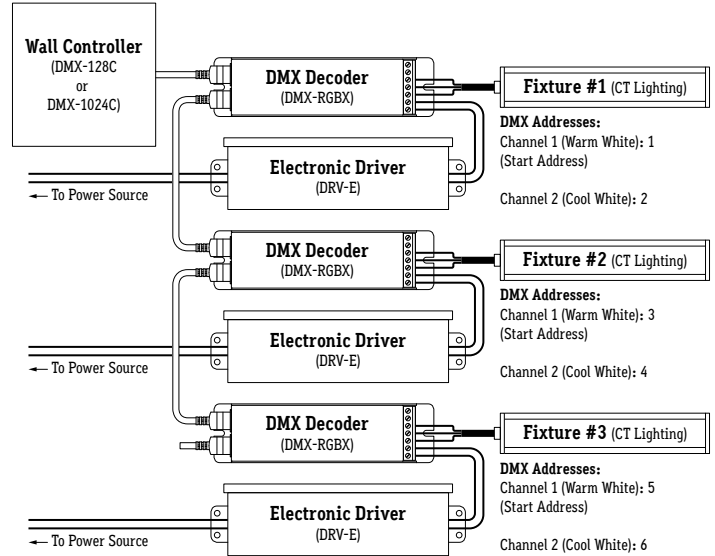 Wall Controller
(DMX-128C
or
DMX-1024C)
DMX Decoder
(DMX-RGBX)
Fixture #1 (CT Lighting)
DMX Addresses:
Channel 1 (Warm White): 1
(Start Address)
Channel 2 (Cool White): 2
Electronic Driver
(DRV-E)
← To Power Source
DMX Decoder
(DMX-RGBX)
Fixture #2 (CT Lighting)
DMX Addresses:
Channel 1 (Warm White): 3
(Start Address)
Channel 2 (Cool White): 4
Electronic Driver
(DRV-E)
← To Power Source
DMX Decoder
(DMX-RGBX)
Fixture #3 (CT Lighting)
DMX Addresses:
Channel 1 (Warm White): 5
(Start Address)
Channel 2 (Cool White): 6
Electronic Driver
(DRV-E)
← To Power Source